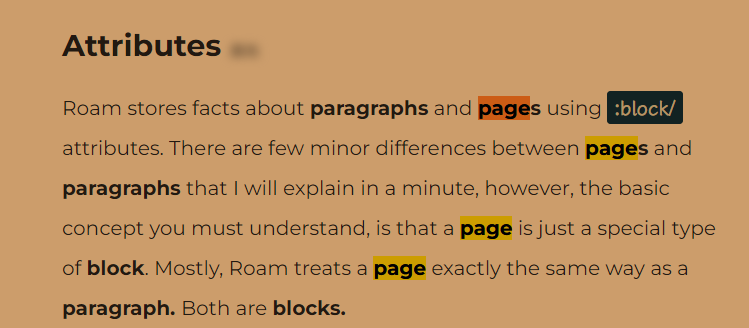 Attributes
Roam stores facts about paragraphs and pages using :block/
attributes. There are few minor differences between pages and
paragraphs that I will explain in a minute, however, the basic
concept you must understand, is that a page is just a special type
of block. Mostly, Roam treats a page exactly the same way as a
paragraph. Both are blocks.